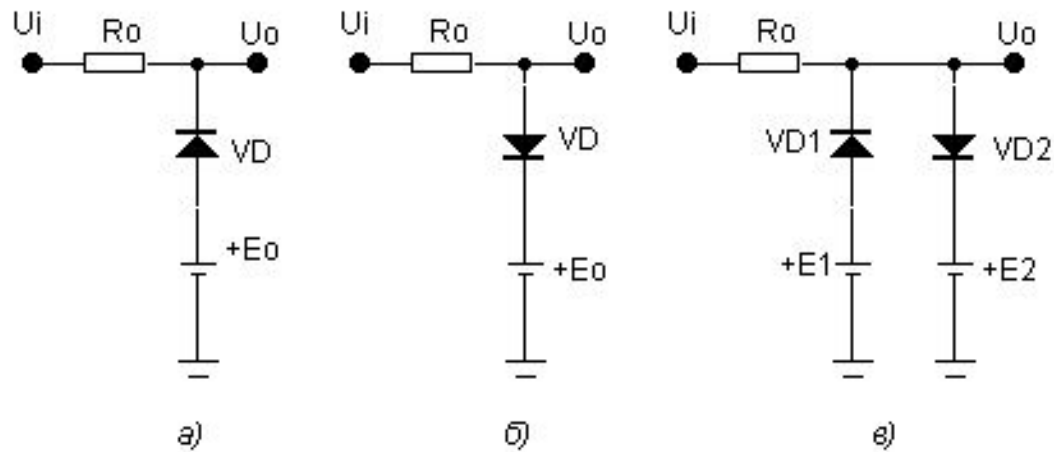 Ui Ro Uo Ui Ro Uo Ui Ro Uo
VD VD VD1 VD2
+Eo +Eo +E1 +E2
а) б) в)